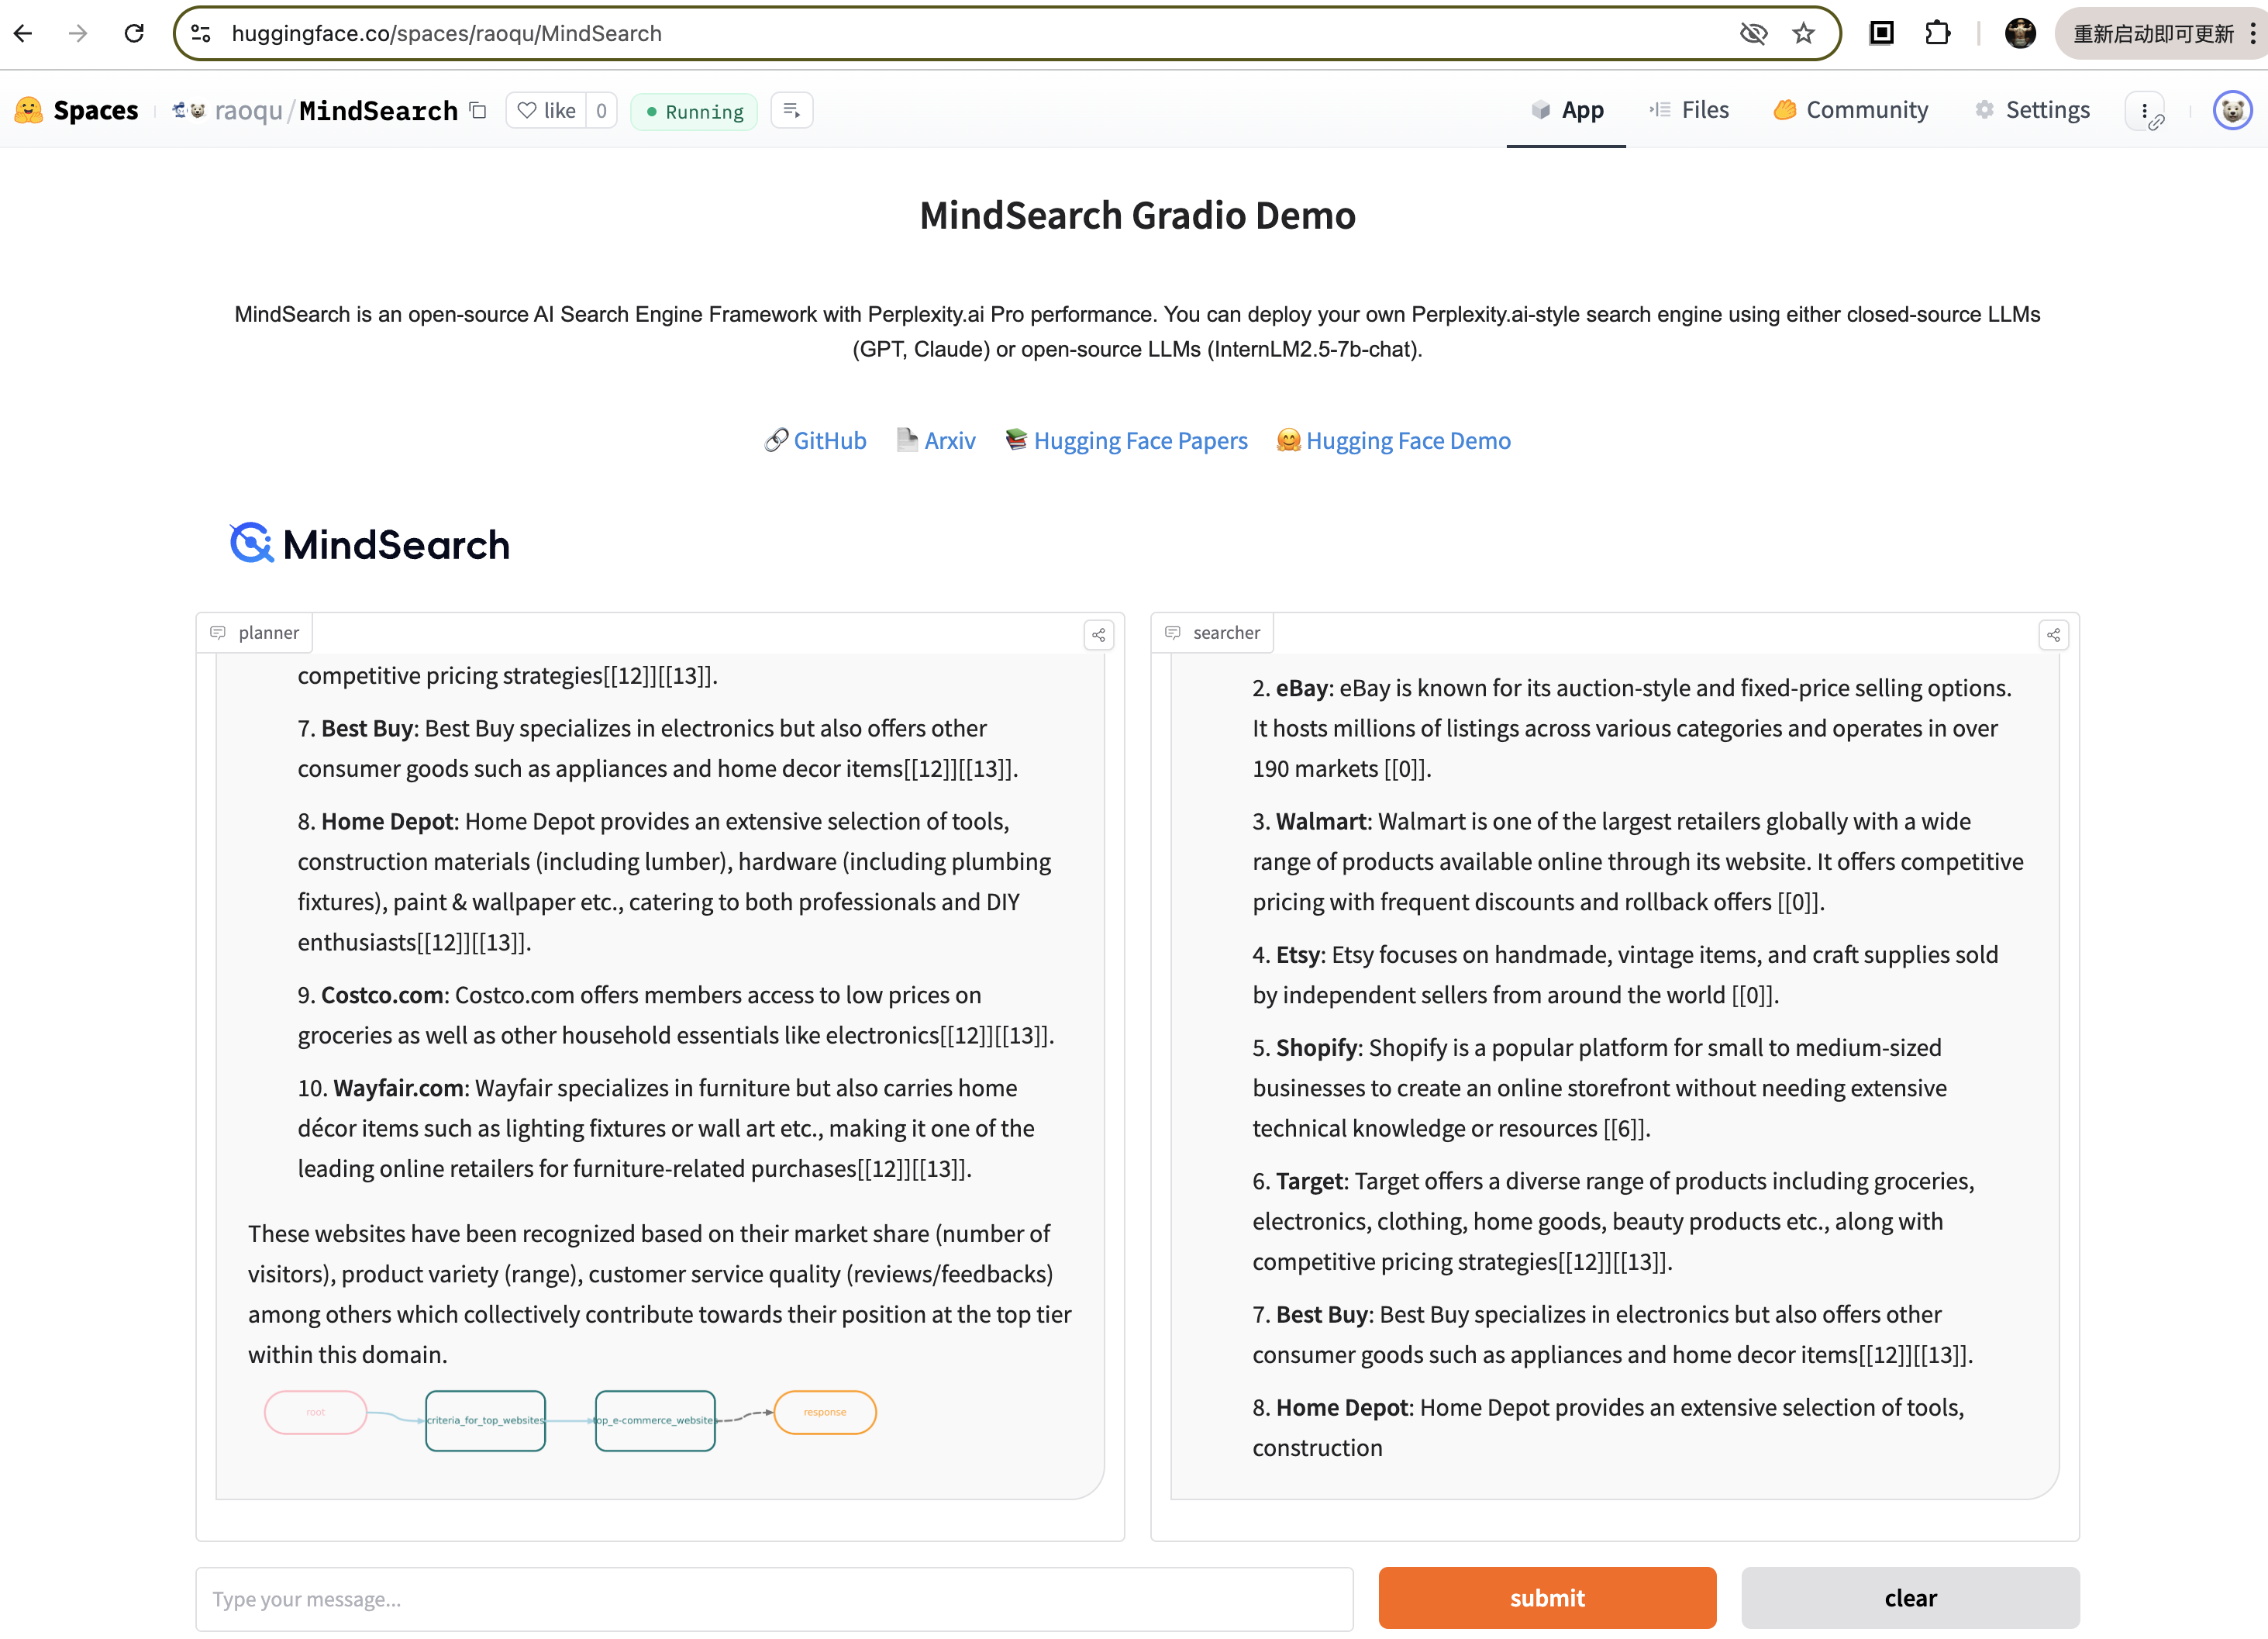 huggingface.co/spaces/raoqu/MindSearch
重新启动即可更新
Spaces raoqu/MindSearch like 0 Running App Files Community Settings
MindSearch Gradio Demo
MindSearch is an open-source AI Search Engine Framework with Perplexity.ai Pro performance. You can deploy your own Perplexity.ai-style search engine using either closed-source LLMs
(GPT, Claude) or open-source LLMs (InternLM2.5-7b-chat).
GitHub Arxiv Hugging Face Papers Hugging Face Demo
MindSearch
planner
competitive pricing strategies[[12]][[13]].
7. Best Buy: Best Buy specializes in electronics but also offers other
consumer goods such as appliances and home decor items[[12]][[13]].
8. Home Depot: Home Depot provides an extensive selection of tools,
construction materials (including lumber), hardware (including plumbing
fixtures), paint & wallpaper etc., catering to both professionals and DIY
enthusiasts[[12]][[13]].
9. Costco.com: Costco.com offers members access to low prices on
groceries as well as other household essentials like electronics[[12]][[13]].
10. Wayfair.com: Wayfair specializes in furniture but also carries home
décor items such as lighting fixtures or wall art etc., making it one of the
leading online retailers for furniture-related purchases[[12]][[13]].
These websites have been recognized based on their market share (number of
visitors), product variety (range), customer service quality (reviews/feedbacks)
among others which collectively contribute towards their position at the top tier
within this domain.
root
criteria_for_top_websites
top_e-commerce_website
response
searcher
2. eBay: eBay is known for its auction-style and fixed-price selling options.
It hosts millions of listings across various categories and operates in over
190 markets [[0]].
3. Walmart: Walmart is one of the largest retailers globally with a wide
range of products available online through its website. It offers competitive
pricing with frequent discounts and rollback offers [[0]].
4. Etsy: Etsy focuses on handmade, vintage items, and craft supplies sold
by independent sellers from around the world [[0]].
5. Shopify: Shopify is a popular platform for small to medium-sized
businesses to create an online storefront without needing extensive
technical knowledge or resources [[6]].
6. Target: Target offers a diverse range of products including groceries,
electronics, clothing, home goods, beauty products etc., along with
competitive pricing strategies[[12]][[13]].
7. Best Buy: Best Buy specializes in electronics but also offers other
consumer goods such as appliances and home decor items[[12]][[13]].
8. Home Depot: Home Depot provides an extensive selection of tools,
construction
Type your message...
submit
clear